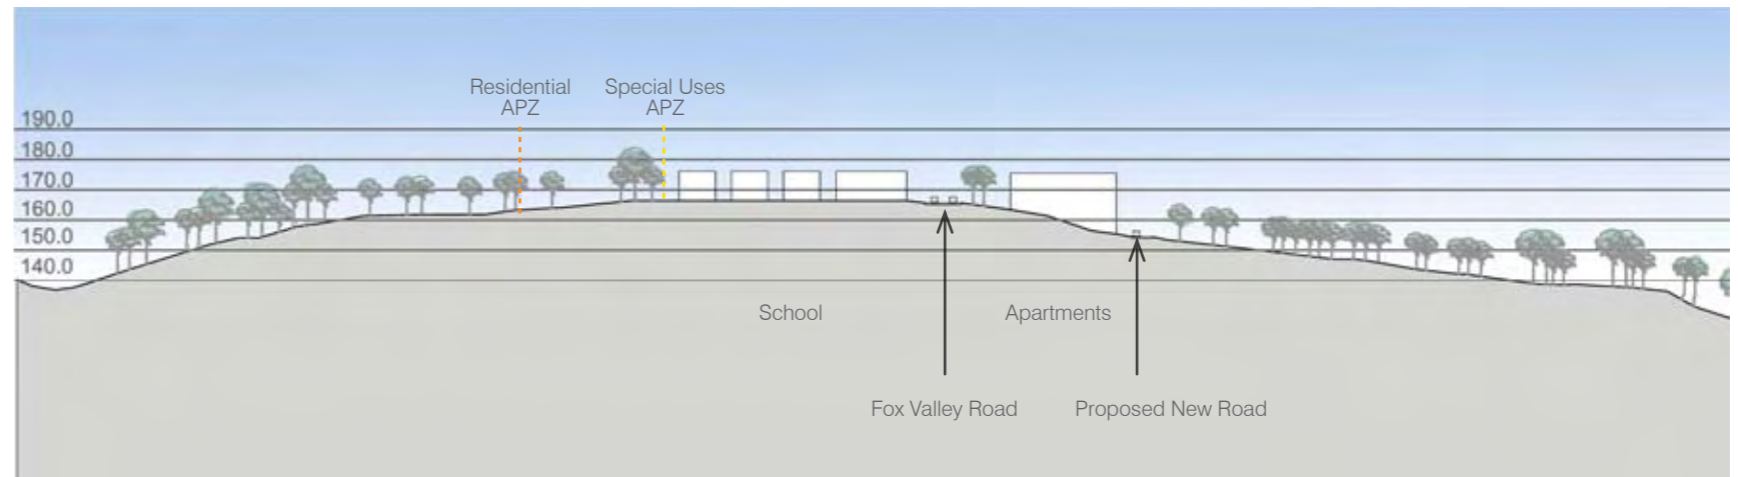 Residential
APZ
Special Uses
APZ
190.0
180.0
170.0
160.0
150.0
140.0
School
Apartments
Fox Valley Road
Proposed New Road